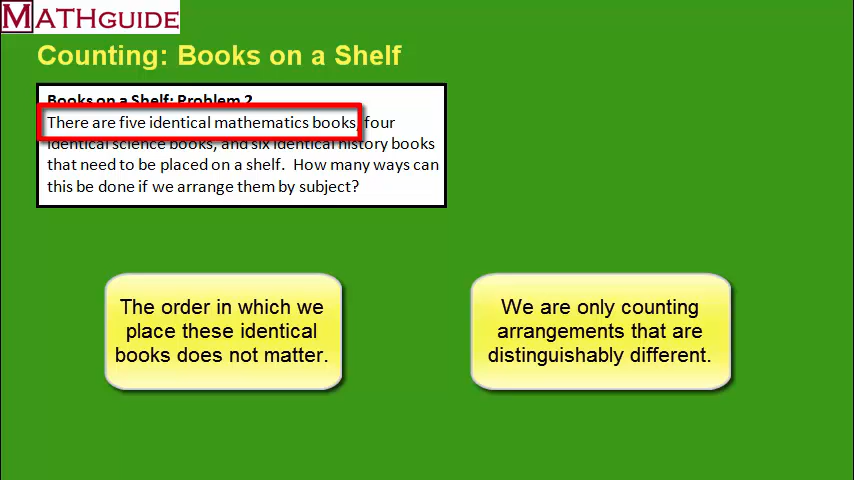 MATHGUIDE
Counting: Books on a Shelf
Books on a Shelf: Problem 2
There are five identical mathematics books, four
identical science books, and six identical history books
that need to be placed on a shelf. How many ways can
this be done if we arrange them by subject?
The order in which we
place these identical
books does not matter.
We are only counting
arrangements that are
distinguishably different.